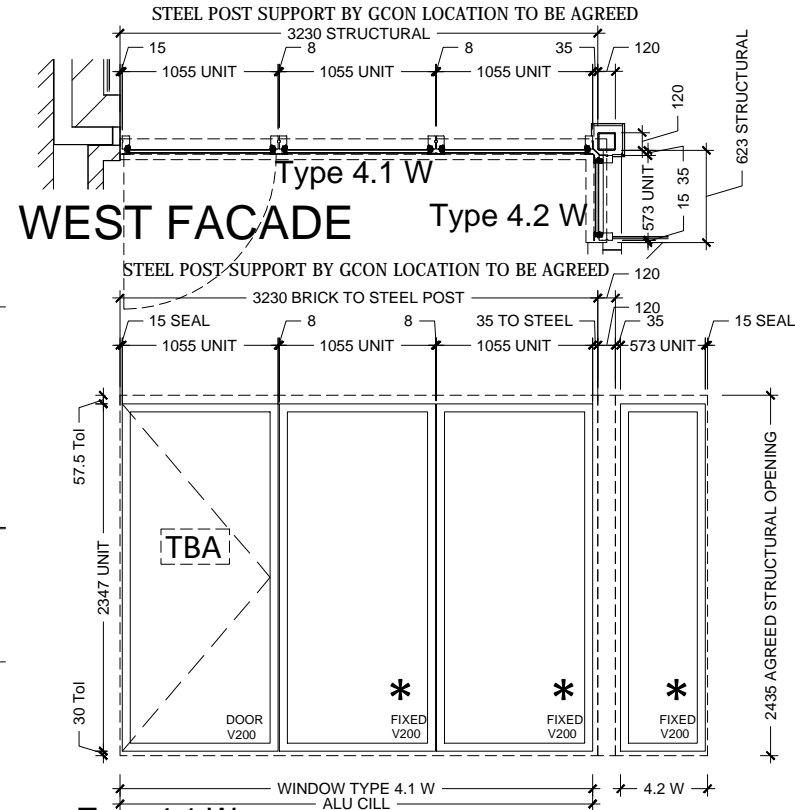 STEEL POST SUPPORT BY GCON LOCATION TO BE AGREED
3230 STRUCTURAL
15
8
8
35
120
1055 UNIT
1055 UNIT
1055 UNIT
120
623 STRUCTURAL
573 UNIT
15 35
Type 4.1 W
WEST FACADE
Type 4.2 W
STEEL POST SUPPORT BY GCON LOCATION TO BE AGREED
120
3230 BRICK TO STEEL POST
120
15 SEAL
8
8
35 TO STEEL
35
15 SEAL
1055 UNIT
1055 UNIT
1055 UNIT
573 UNIT
57.5 Tol
2347 UNIT
30 Tol
TBA
2435 AGREED STRUCTURAL OPENING
*
*
*
DOOR
V200
FIXED
V200
FIXED
V200
FIXED
V200
WINDOW TYPE 4.1 W
4.2 W
ALU CILL